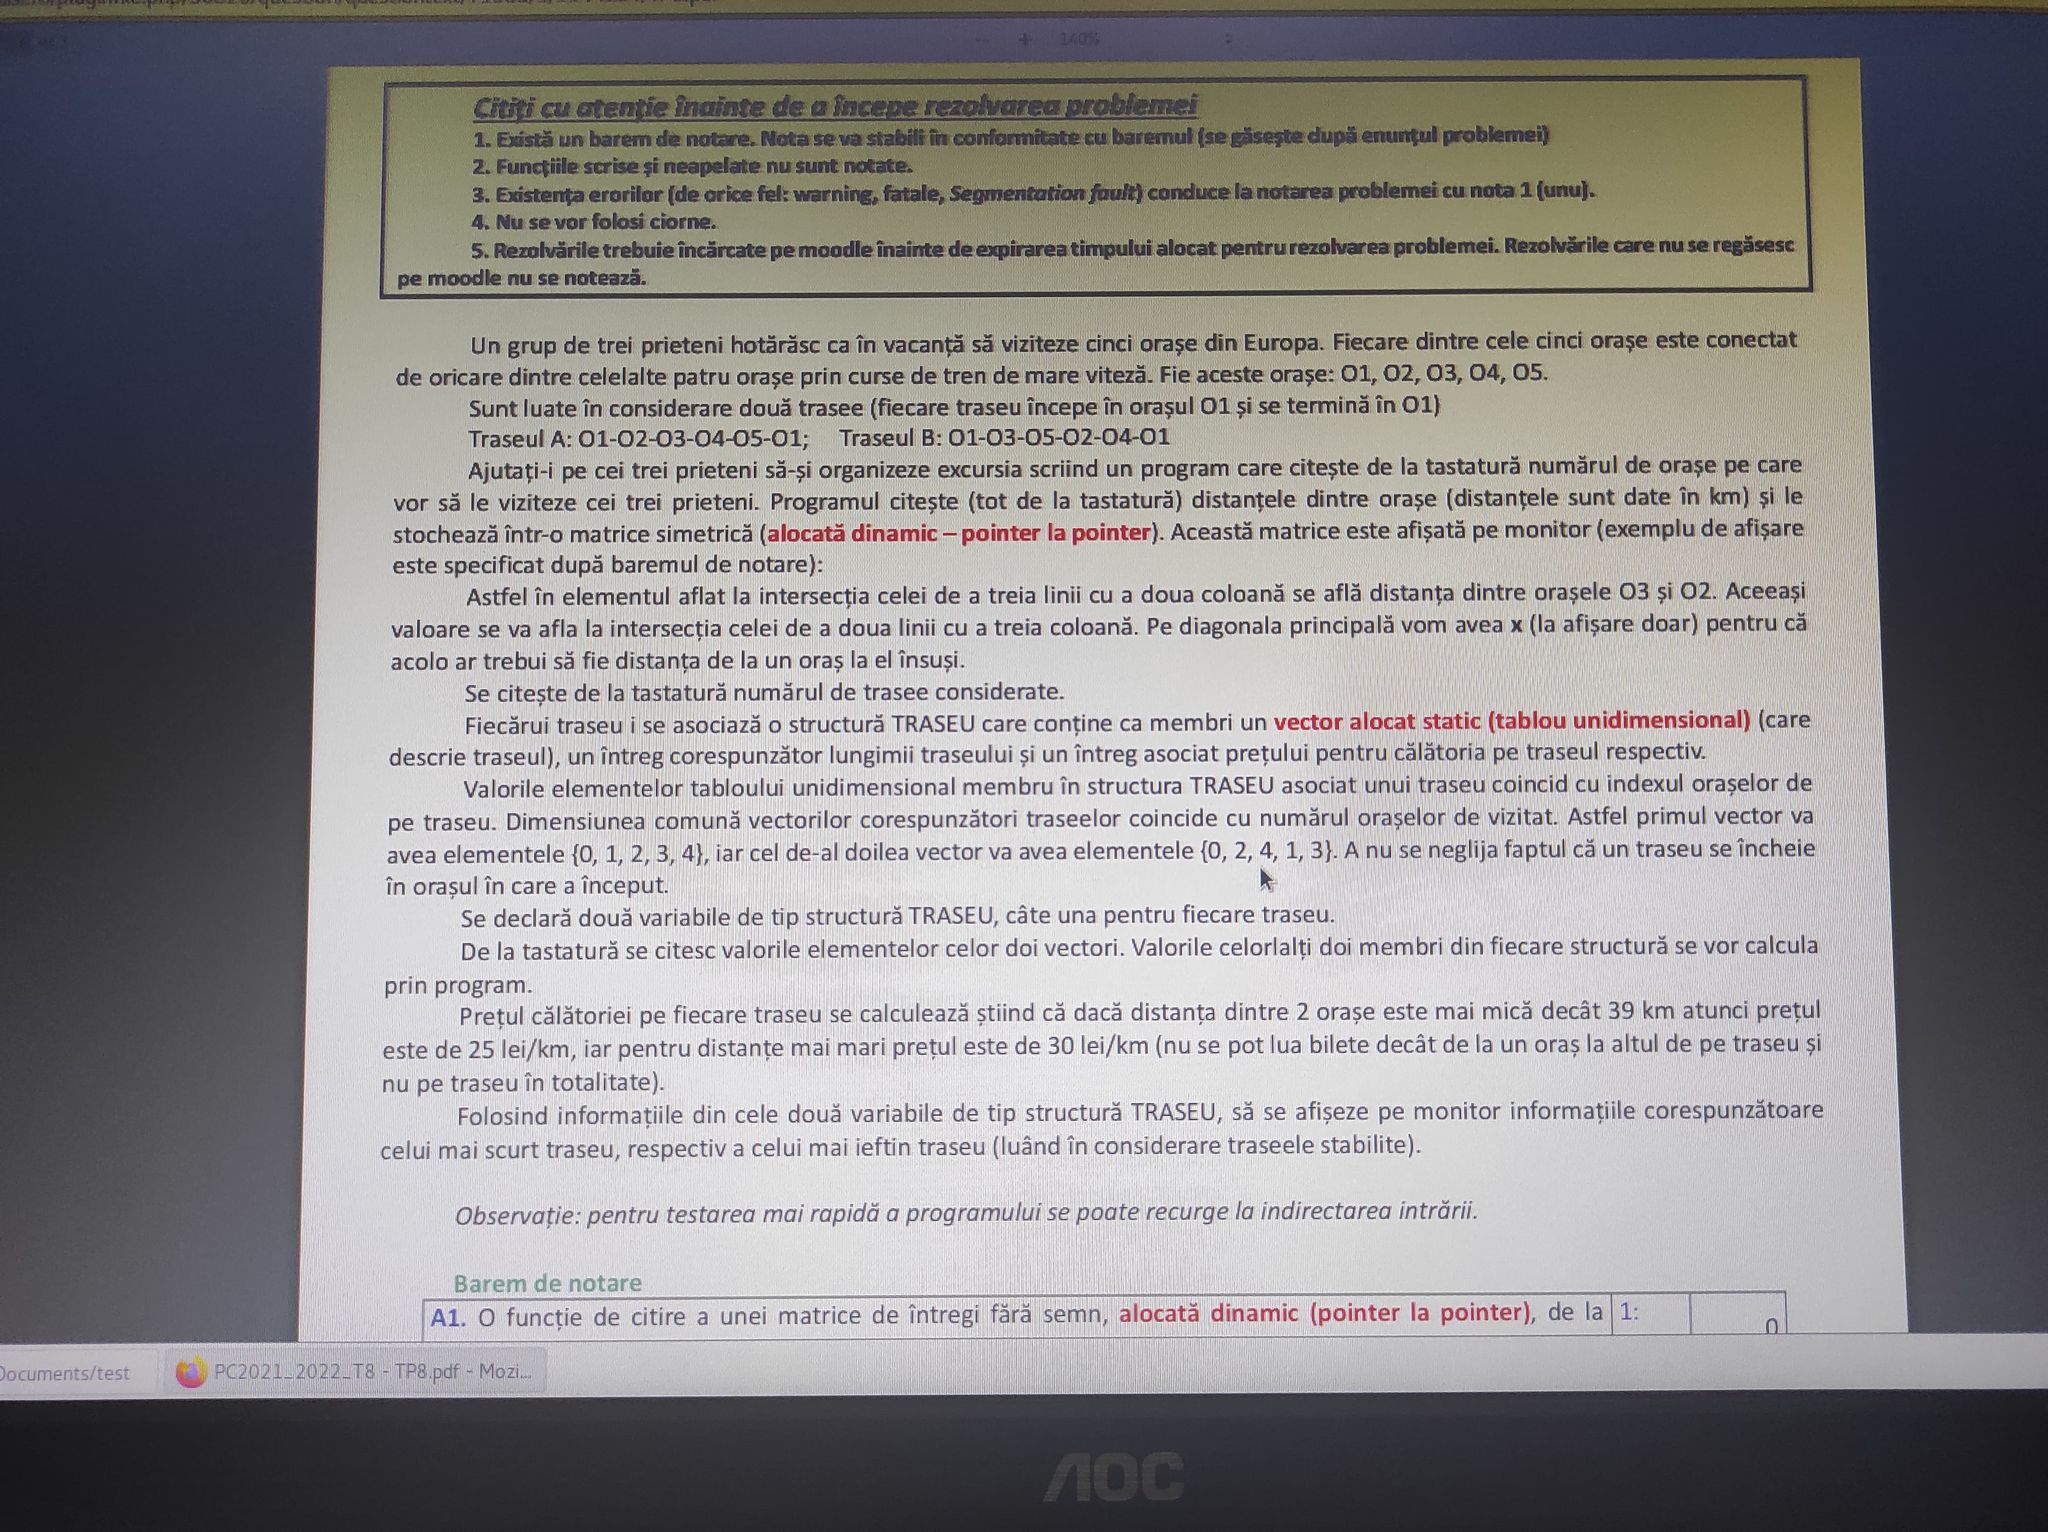 140%
Citiți cu atenție înainte de a începe rezolvarea problemei
1. Există un barem de notare. Nota se va stabili în conformitate cu baremul (se găsește după enunțul problemei)
2. Funcțiile scrise și neapelate nu sunt notate.
3. Existența erorilor (de orice fel: warning, fatale, Segmentation fault) conduce la notarea problemei cu nota 1 (unu).
4. Nu se vor folosi ciorne.
5. Rezolvările trebuie încărcate pe moodle înainte de expirarea timpului alocat pentru rezolvarea problemei. Rezolvările care nu se regăsesc
pe moodle nu se notează.
Un grup de trei prieteni hotărăsc ca în vacanță să viziteze cinci orașe din Europa. Fiecare dintre cele cinci orașe este conectat
de oricare dintre celelalte patru orașe prin curse de tren de mare viteză. Fie aceste orașe: O1, O2, O3, O4, O5.
Sunt luate în considerare două trasee (fiecare traseu începe în orașul O1 și se termină în O1)
Traseul A: O1-O2-O3-O4-O5-O1; Traseul B: O1-O3-O5-O2-O4-O1
Ajutați-i pe cei trei prieteni să-și organizeze excursia scriind un program care citește de la tastatură numărul de orașe pe care
vor să le viziteze cei trei prieteni. Programul citește (tot de la tastatură) distanțele dintre orașe (distanțele sunt date în km) și le
stochează într-o matrice simetrică (alocată dinamic – pointer la pointer). Această matrice este afișată pe monitor (exemplu de afișare
este specificat după baremul de notare):
Astfel în elementul aflat la intersecția celei de a treia linii cu a doua coloană se află distanța dintre orașele O3 și O2. Aceeași
valoare se va afla la intersecția celei de a doua linii cu a treia coloană. Pe diagonala principală vom avea x (la afișare doar) pentru că
acolo ar trebui să fie distanța de la un oraș la el însuși.
Se citește de la tastatură numărul de trasee considerate.
Fiecărui traseu i se asociază o structură TRASEU care conține ca membri un vector alocat static (tablou unidimensional) (care
descrie traseul), un întreg corespunzător lungimii traseului și un întreg asociat prețului pentru călătoria pe traseul respectiv.
Valorile elementelor tabloului unidimensional membru în structura TRASEU asociat unui traseu coincid cu indexul orașelor de
pe traseu. Dimensiunea comună vectorilor corespunzători traseelor coincide cu numărul orașelor de vizitat. Astfel primul vector va
avea elementele {0, 1, 2, 3, 4}, iar cel de-al doilea vector va avea elementele {0, 2, 4, 1, 3}. A nu se neglija faptul că un traseu se încheie
în orașul în care a început.
Se declară două variabile de tip structură TRASEU, câte una pentru fiecare traseu.
De la tastatură se citesc valorile elementelor celor doi vectori. Valorile celorlalți doi membri din fiecare structură se vor calcula
prin program.
Prețul călătoriei pe fiecare traseu se calculează știind că dacă distanța dintre 2 orașe este mai mică decât 39 km atunci prețul
este de 25 lei/km, iar pentru distanțe mai mari prețul este de 30 lei/km (nu se pot lua bilete decât de la un oraș la altul de pe traseu și
nu pe traseu în totalitate).
Folosind informațiile din cele două variabile de tip structură TRASEU, să se afișeze pe monitor informațiile corespunzătoare
celui mai scurt traseu, respectiv a celui mai ieftin traseu (luând în considerare traseele stabilite).
Observație: pentru testarea mai rapidă a programului se poate recurge la indirectarea intrării.
Barem de notare
A1. O funcție de citire a unei matrice de întregi fără semn, alocată dinamic (pointer la pointer), de la 1:
Documents/test PC2021_2022_T8 - TP8.pdf - Mozi...
AOC